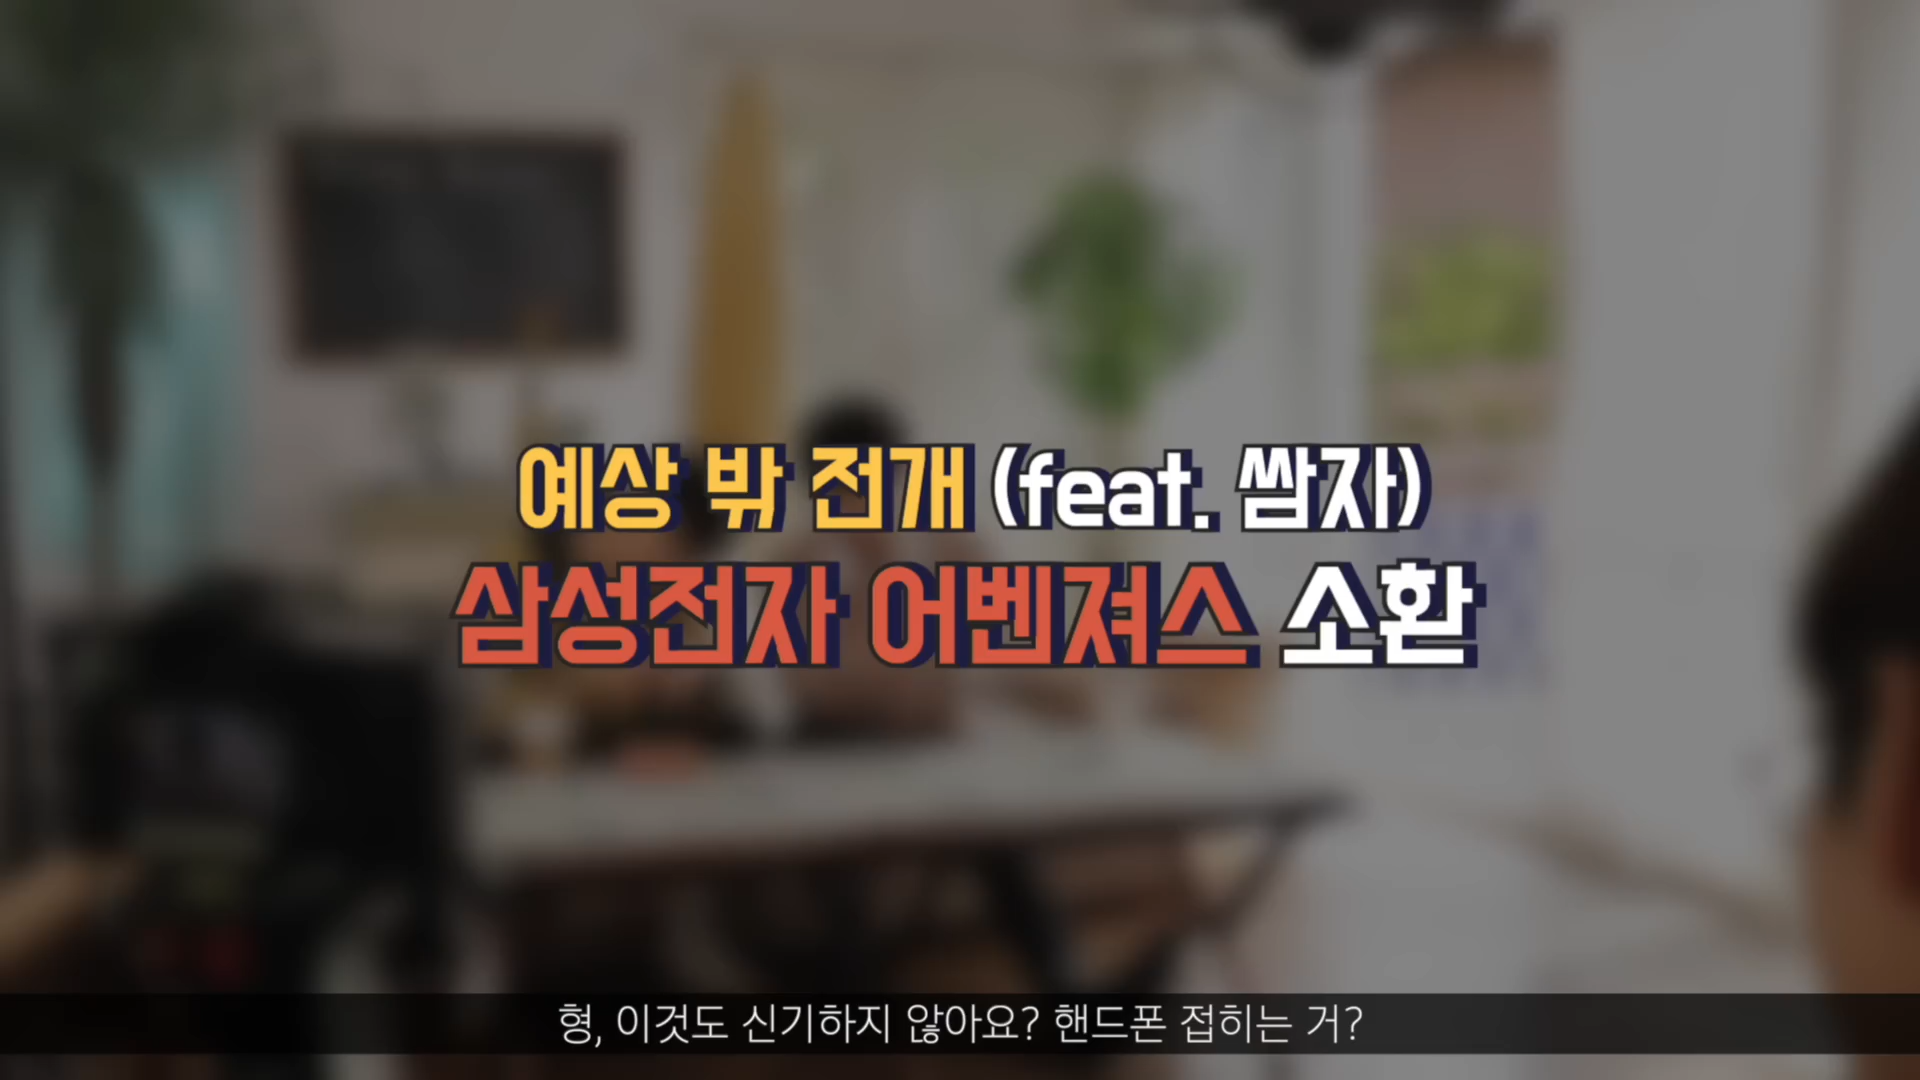 예상 밖 전개 (feat. 쌈자)
삼성전자 어벤져스 소환
형, 이것도 신기하지 않아요? 핸드폰 접히는 거?